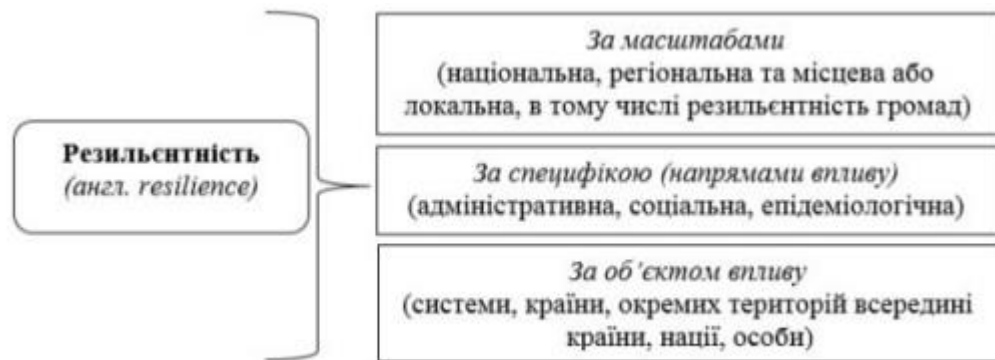 Резильєнтність
(англ. resilience)
За масштабами
(національна, регіональна та місцева або
локальна, в тому числі резильєнтність громад)
За специфікою (напрямами впливу)
(адміністративна, соціальна, епідеміологічна)
За об’єктом впливу
(системи, країни, окремих територій всередині
країни, нації, особи)